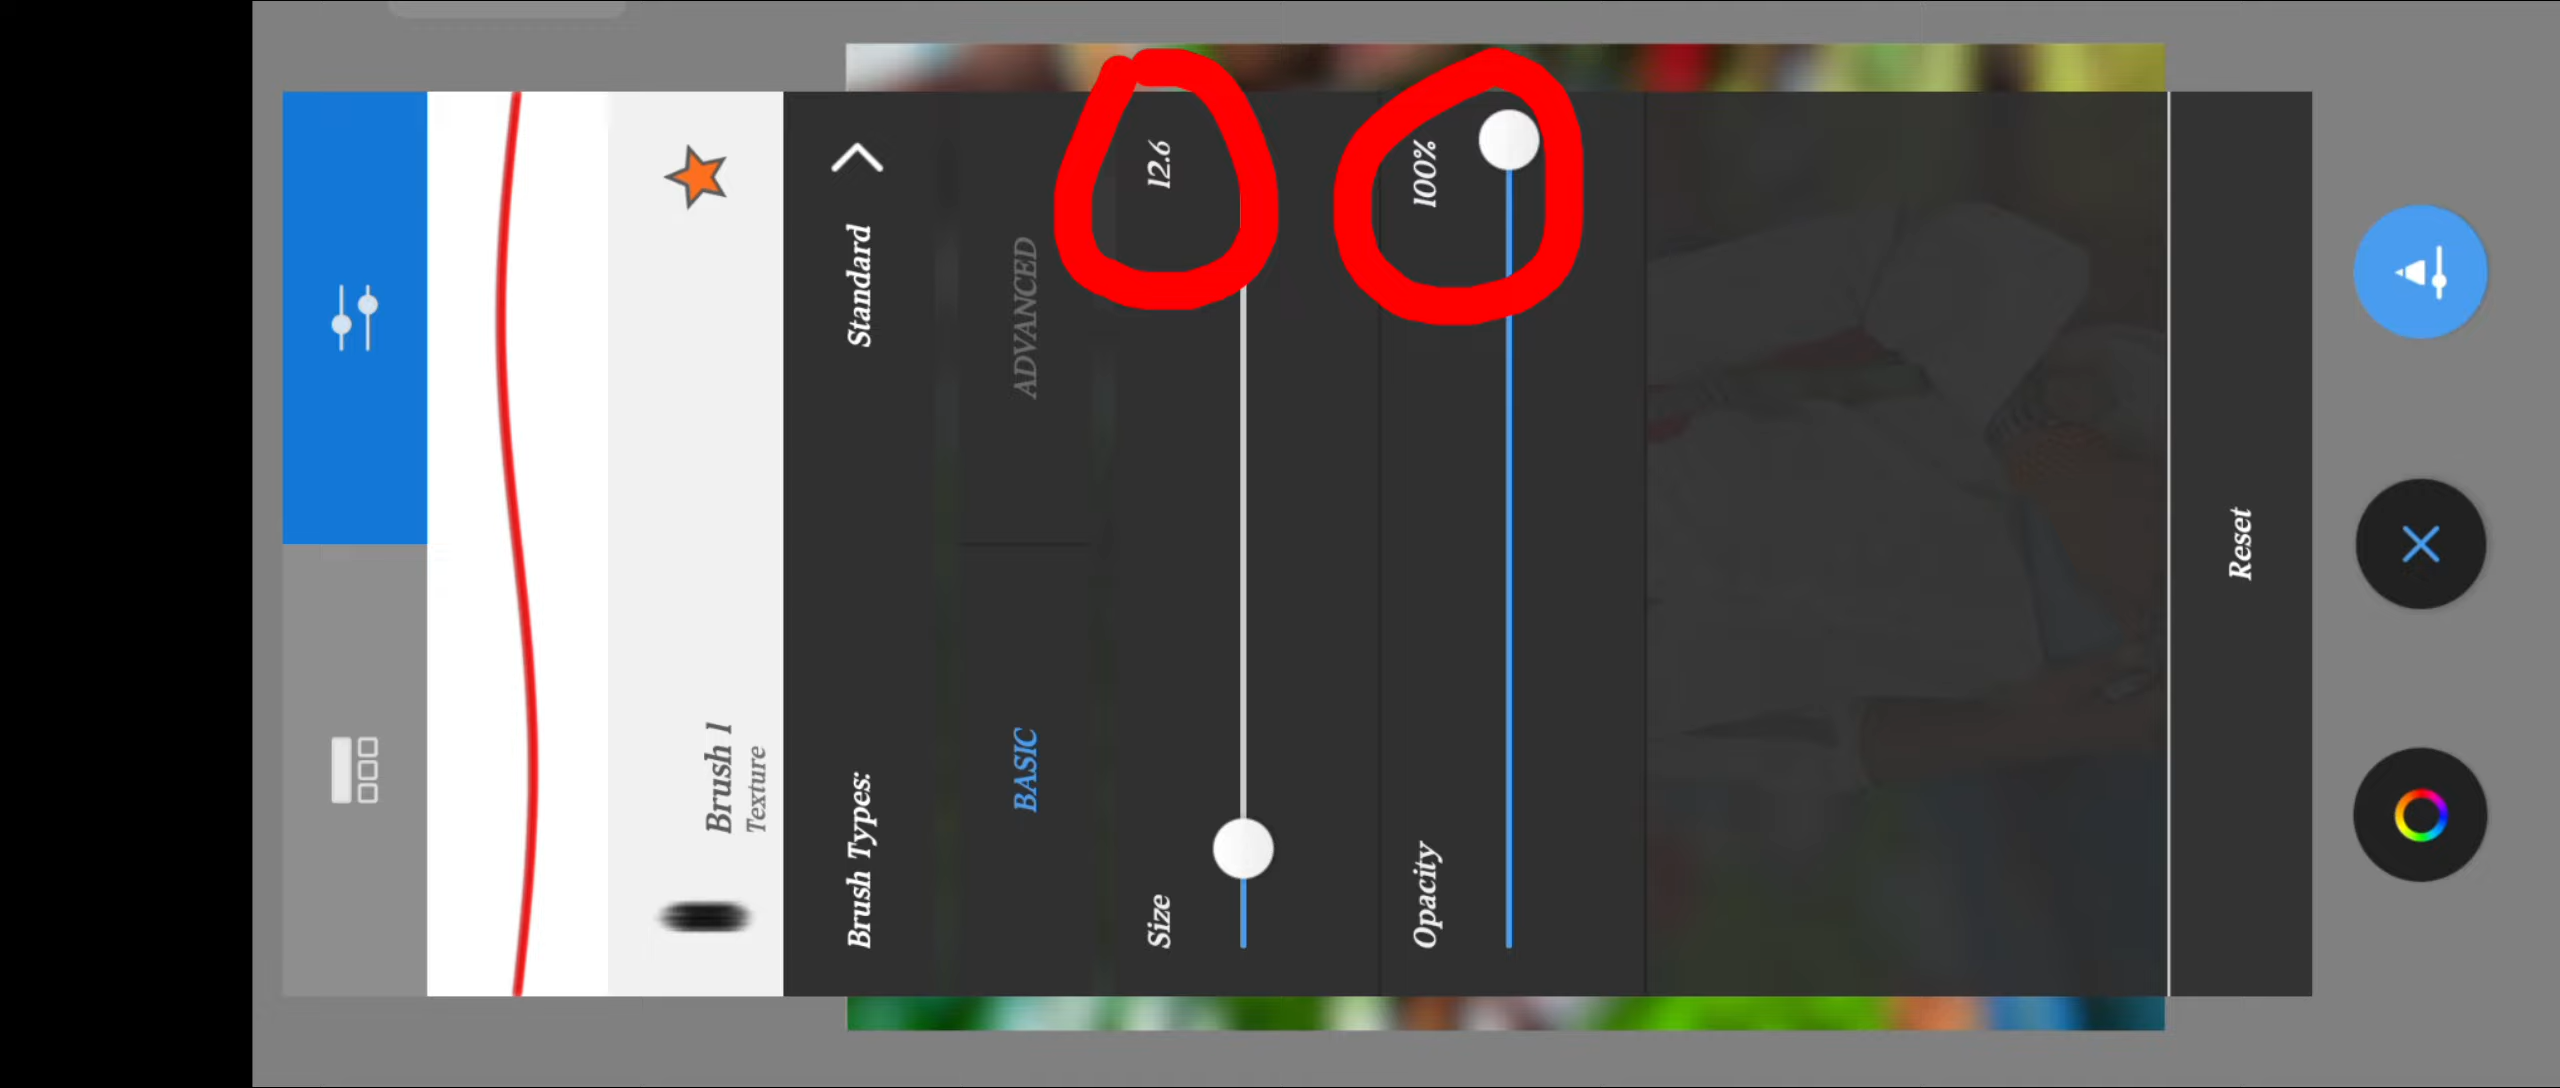 Brush 1
Texture
Brush Types: Standard
BASIC ADVANCED
Size 12.6
Opacity 100%
Reset